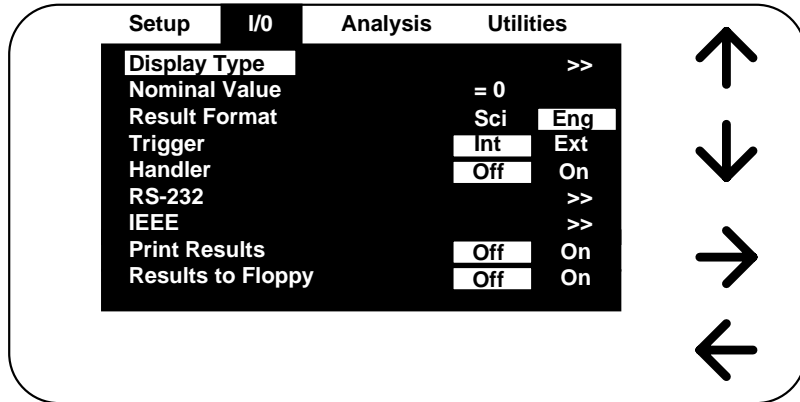 Setup I/0 Analysis Utilities
Display Type >>
Nominal Value = 0
Result Format Sci Eng
Trigger Int Ext
Handler Off On
RS-232 >>
IEEE >>
Print Results Off On
Results to Floppy Off On